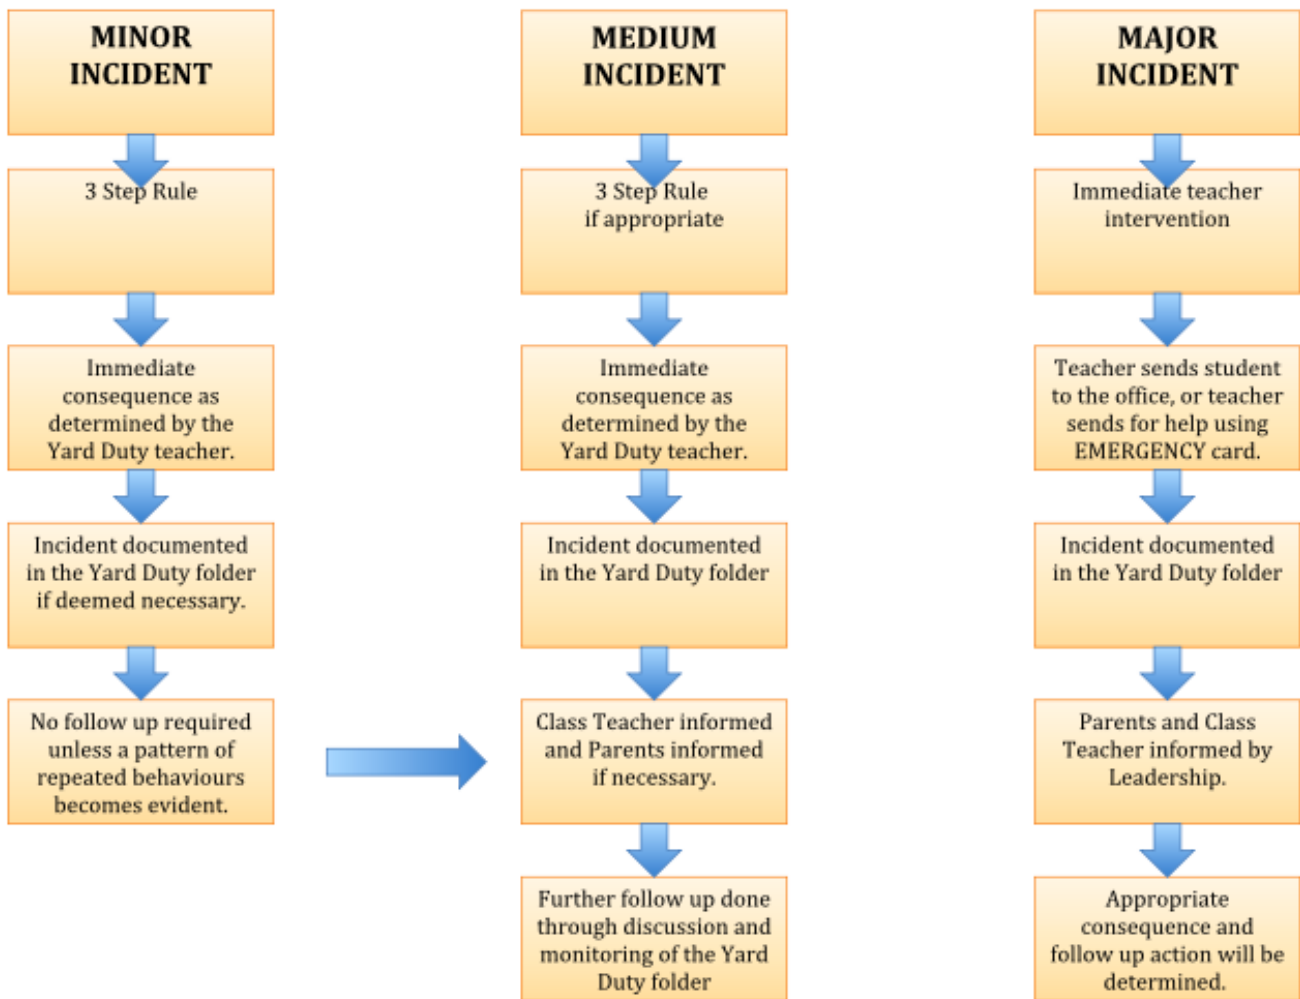 MINOR
INCIDENT
3 Step Rule
Immediate
consequence as
determined by the
Yard Duty teacher.
Incident documented
in the Yard Duty folder
if deemed necessary.
No follow up required
unless a pattern of
repeated behaviours
becomes evident.
MEDIUM
INCIDENT
3 Step Rule
if appropriate
Immediate
consequence as
determined by the
Yard Duty teacher.
Incident documented
in the Yard Duty folder
Class Teacher informed
and Parents informed
if necessary.
Further follow up done
through discussion and
monitoring of the Yard
Duty folder
MAJOR
INCIDENT
Immediate teacher
intervention
Teacher sends student
to the office, or teacher
sends for help using
EMERGENCY card.
Incident documented
in the Yard Duty folder
Parents and Class
Teacher informed by
Leadership.
Appropriate
consequence and
follow up action will be
determined.